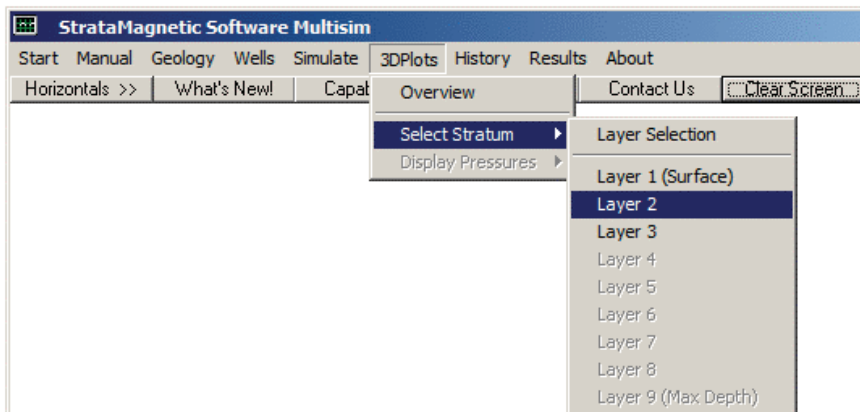 StrataMagnetic Software Multisim
Start Manual Geology Wells Simulate 3DPlots History Results About
Horizontals >> What's New! Capat Contact Us Clear Screen
Overview
Select Stratum
Display Pressures
Layer Selection
Layer 1 (Surface)
Layer 2
Layer 3
Layer 4
Layer 5
Layer 6
Layer 7
Layer 8
Layer 9 (Max Depth)